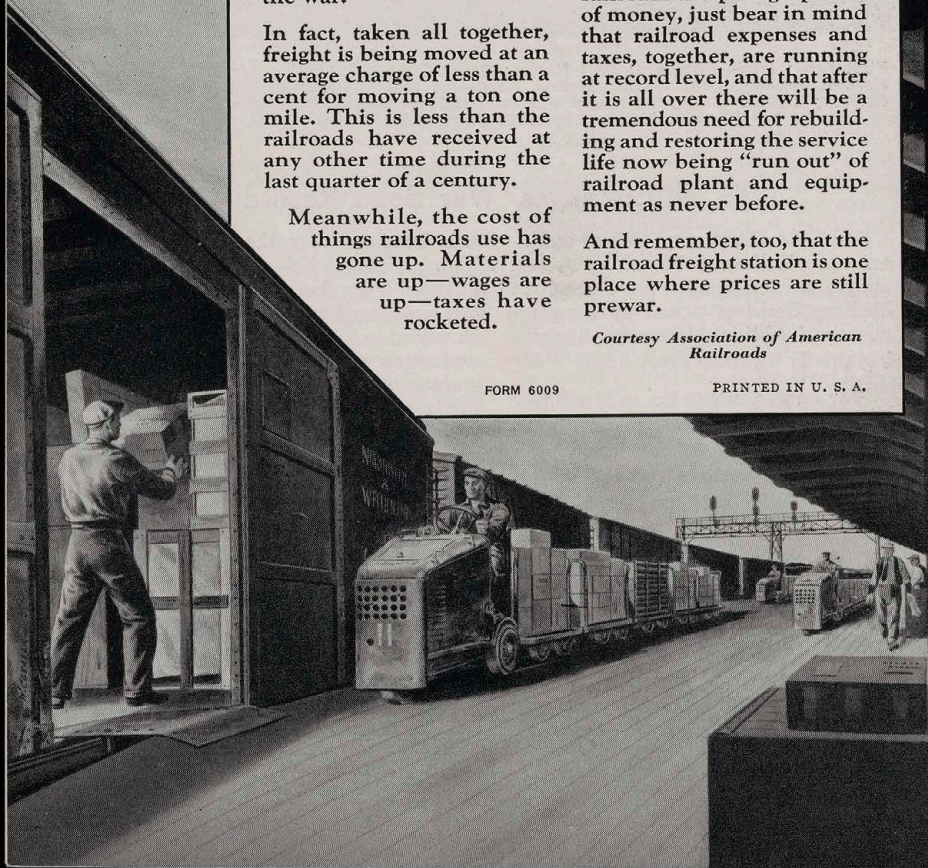 the war.
In fact, taken all together,
freight is being moved at an
average charge of less than a
cent for moving a ton one
mile. This is less than the
railroads have received at
any other time during the
last quarter of a century.
Meanwhile, the cost of
things railroads use has
gone up. Materials
are up—wages are
up—taxes have
rocketed.
of money, just bear in mind
that railroad expenses and
taxes, together, are running
at record level, and that after
it is all over there will be a
tremendous need for rebuild-
ing and restoring the service
life now being “run out” of
railroad plant and equip-
ment as never before.
And remember, too, that the
railroad freight station is one
place where prices are still
prewar.
Courtesy Association of American
Railroads
FORM 6009
PRINTED IN U. S. A.
Norfolk
&
Western